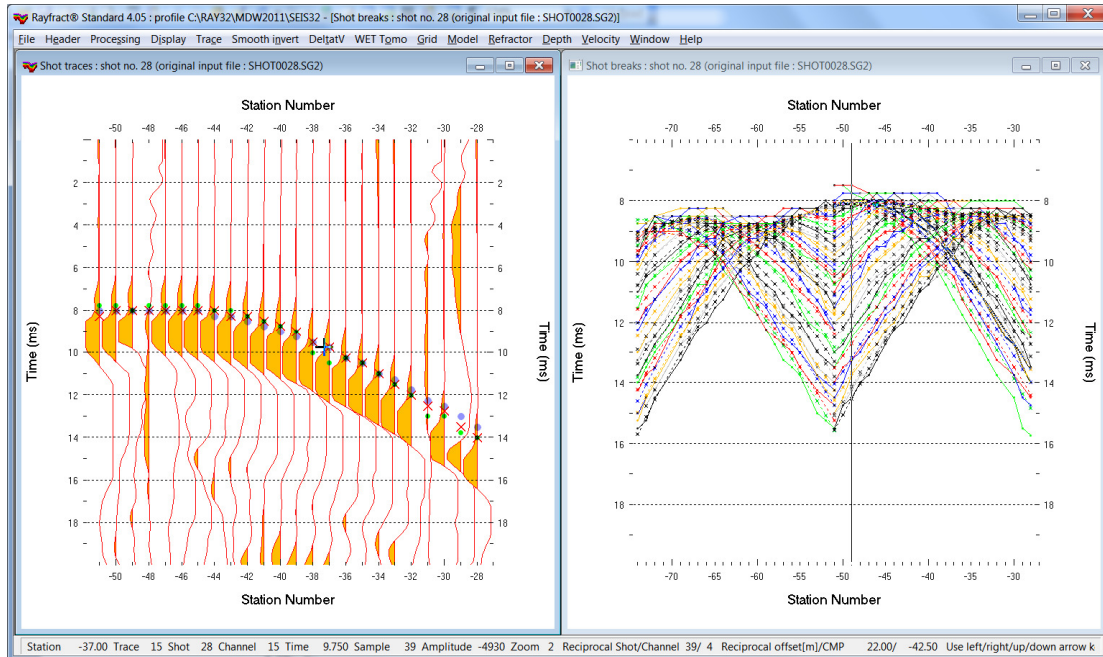 Rayfract® Standard 4.05 : profile C:\RAY32\MDW2011\SEIS32 - [Shot breaks : shot no. 28 (original input file : SHOT0028.SG2)]
File Header Processing Display Trace Smooth invert DeltatV WET Tomo Grid Model Refractor Depth Velocity Window Help
Shot traces : shot no. 28 (original input file : SHOT0028.SG2)
Station Number
-50 -48 -46 -44 -42 -40 -38 -36 -34 -32 -30 -28
Time (ms)
2
4
6
8
10
12
14
16
18
Time (ms)
-50 -48 -46 -44 -42 -40 -38 -36 -34 -32 -30 -28
Station Number
Shot breaks : shot no. 28 (original input file : SHOT0028.SG2)
Station Number
-70 -65 -60 -55 -50 -45 -40 -35 -30
Time (ms)
8 8
10 10
12 12
14 14
16 16
18 18
Time (ms)
-70 -65 -60 -55 -50 -45 -40 -35 -30
Station Number
Station -37.00 Trace 15 Shot 28 Channel 15 Time 9.750 Sample 39 Amplitude -4930 Zoom 2 Reciprocal Shot/Channel 39/ 4 Reciprocal offset[m]/CMP 22.00/ -42.50 Use left/right/up/down arrow k